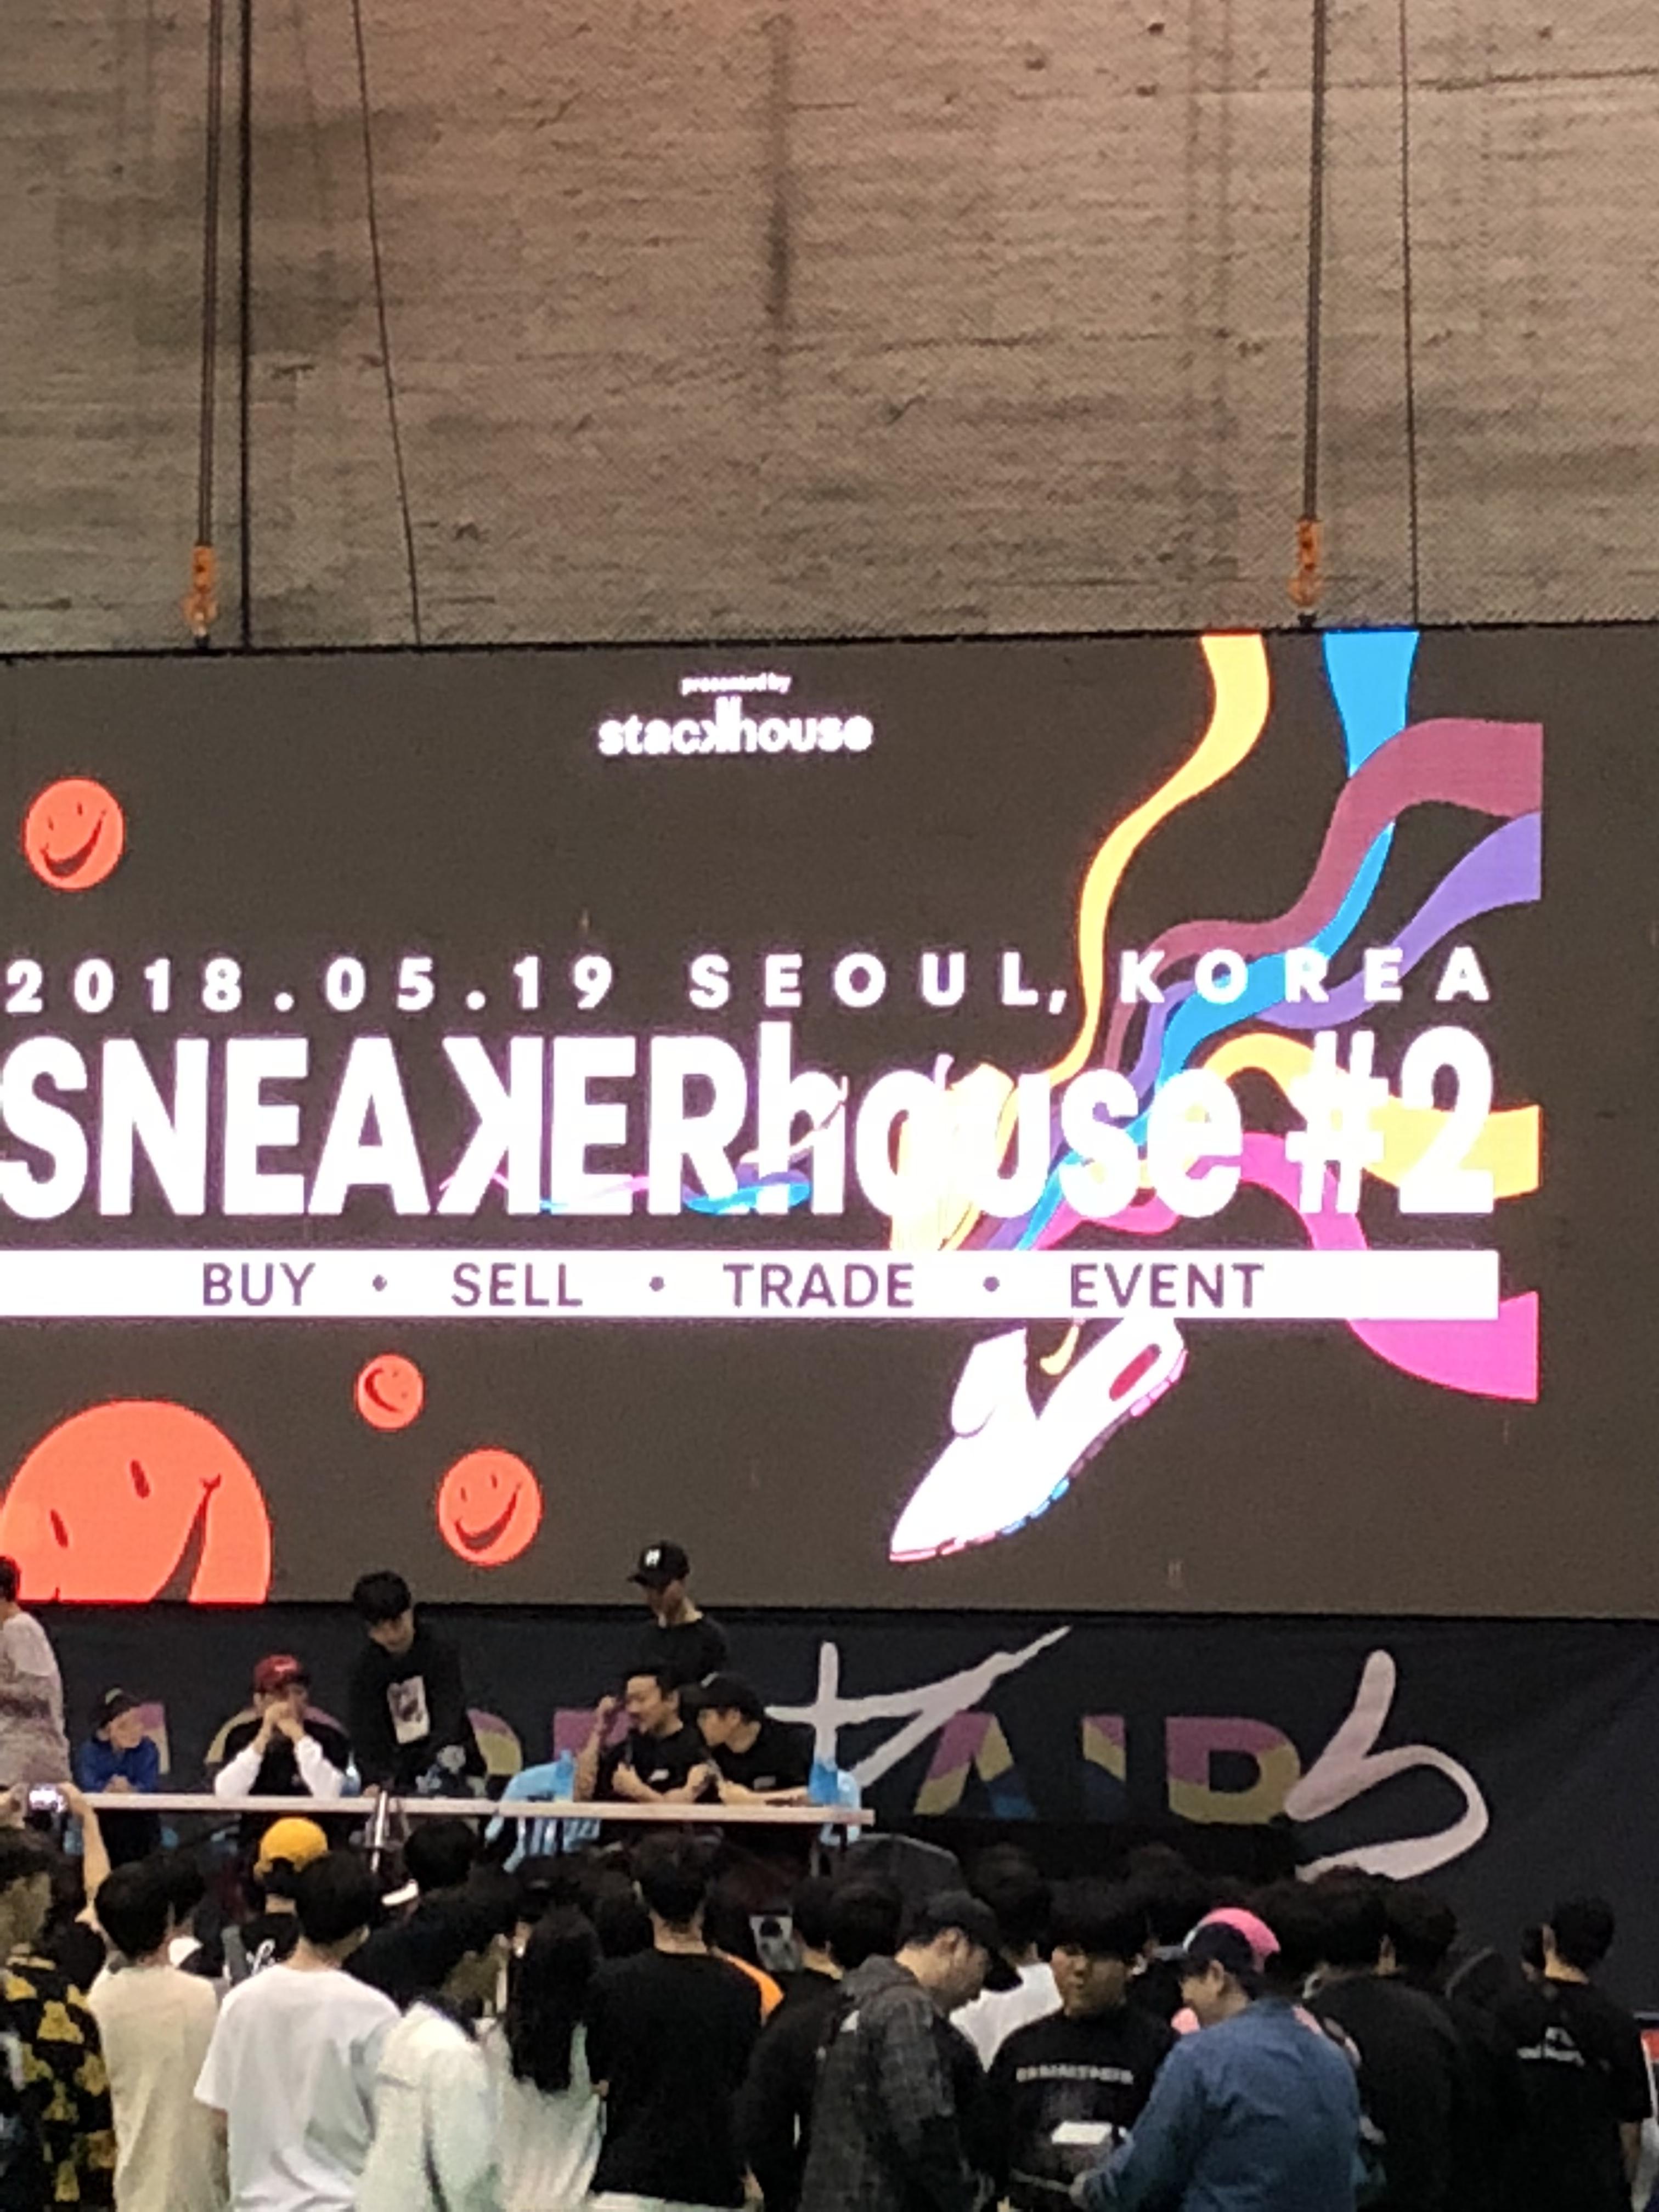 presented by
stackhouse
2018.05.19 SEOUL, KOREA
SNEAKERhouse #2
BUY • SELL • TRADE • EVENT